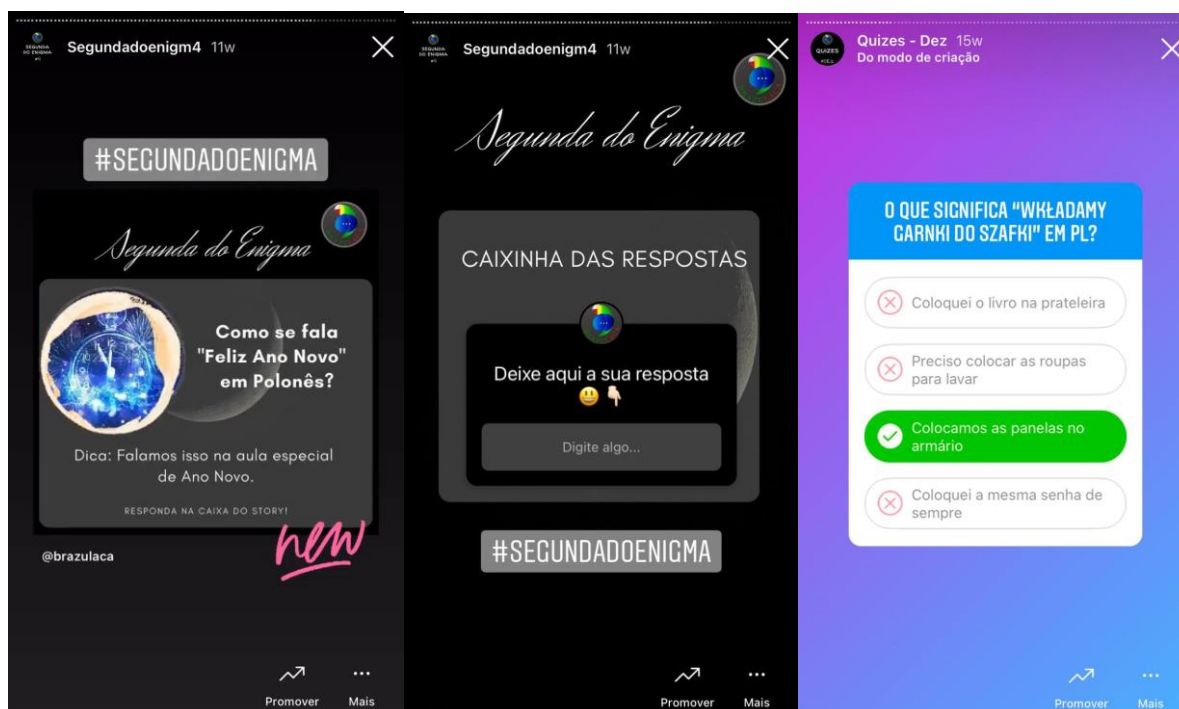 Segundadoenigm4 11w
#SEGUNDADOENIGMA
Segunda do Enigma
Como se fala
"Feliz Ano Novo"
em Polonês?
Dica: Falamos isso na aula especial
de Ano Novo.
RESPONDA NA CAIXA DO STORY!
new
@brazulaca
Promover Mais
Segundadoenigm4 11w
Segunda do Enigma
CAIXINHA DAS RESPOSTAS
Deixe aqui a sua resposta
😃 👇🏻
Digite algo...
#SEGUNDADOENIGMA
Promover Mais
QUIZES
Quizes - Dez 15w
Do modo de criação
O QUE SIGNIFICA “WKŁADAMY
GARNKI DO SZAFKI” EM PL?
Coloquei o livro na prateleira
Preciso colocar as roupas
para lavar
Colocamos as panelas no
armário
Coloquei a mesma senha de
sempre
Promover Mais